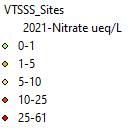 VTSSS_Sites
2021-Nitrate ueq/L
0-1
1-5
5-10
10-25
25-61